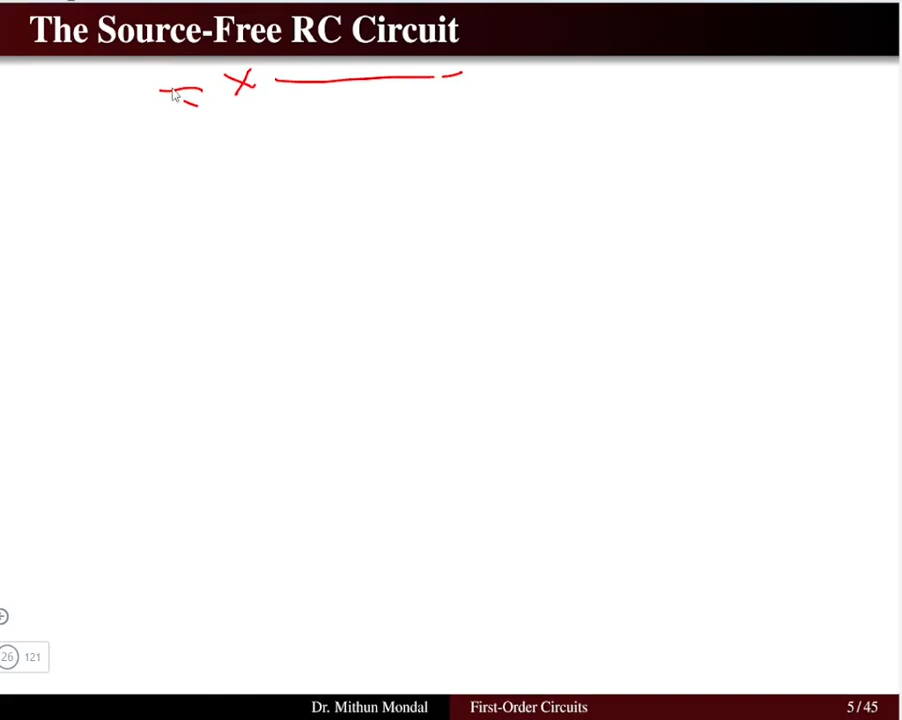 The Source-Free RC Circuit
26 121
Dr. Mithun Mondal First-Order Circuits 5 / 45